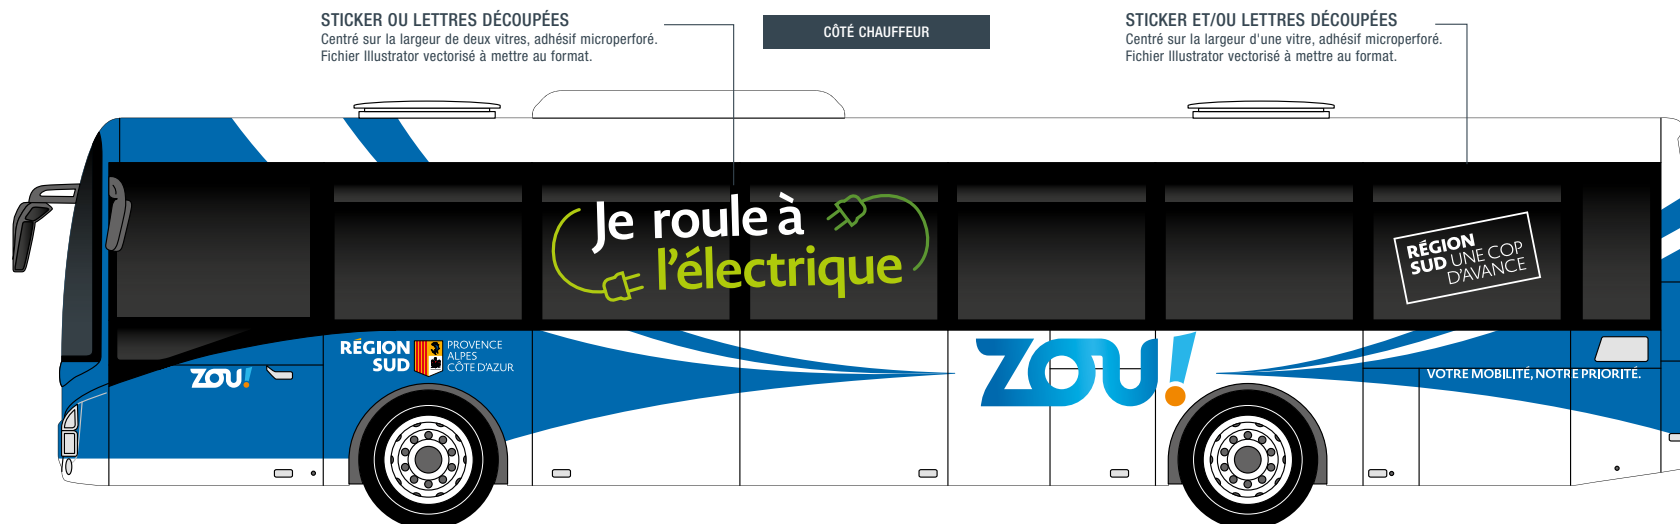 STICKER OU LETTRES DÉCOUPÉES
Centré sur la largeur de deux vitres, adhésif microperforé.
Fichier Illustrator vectorisé à mettre au format.
CÔTÉ CHAUFFEUR
STICKER ET/OU LETTRES DÉCOUPÉES
Centré sur la largeur d'une vitre, adhésif microperforé.
Fichier Illustrator vectorisé à mettre au format.
Je roule à
l'électrique
RÉGION
SUD UNE COP
D'AVANCE
RÉGION
SUD
PROVENCE
ALPES
CÔTE D'AZUR
ZOU!
ZOU!
VOTRE MOBILITÉ, NOTRE PRIORITÉ.